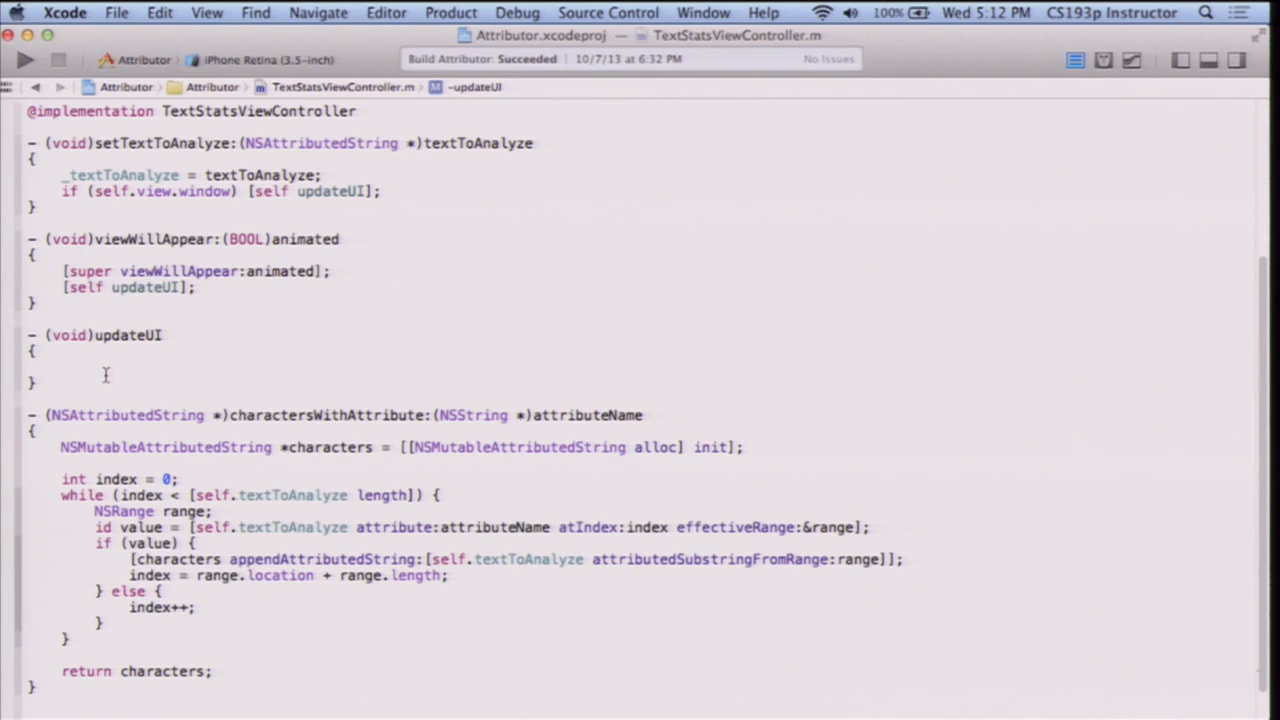 Xcode File Edit View Find Navigate Editor Product Debug Source Control Window Help 100% Wed 5:12 PM CS193p Instructor
Attributor.xcodeproj — TextStatsViewController.m
Attributor iPhone Retina (3.5-inch) Build Attributor: Succeeded 10/7/13 at 6:32 PM No Issues
Attributor Attributor TextStatsViewController.m M -updateUI
@implementation TextStatsViewController
- (void)setTextToAnalyze:(NSAttributedString *)textToAnalyze
{
_textToAnalyze = textToAnalyze;
if (self.view.window) [self updateUI];
}
- (void)viewWillAppear:(BOOL)animated
{
[super viewWillAppear:animated];
[self updateUI];
}
- (void)updateUI
{
}
- (NSAttributedString *)charactersWithAttribute:(NSString *)attributeName
{
NSMutableAttributedString *characters = [[NSMutableAttributedString alloc] init];
int index = 0;
while (index < [self.textToAnalyze length]) {
NSRange range;
id value = [self.textToAnalyze attribute:attributeName atIndex:index effectiveRange:&range];
if (value) {
[characters appendAttributedString:[self.textToAnalyze attributedSubstringFromRange:range]];
index = range.location + range.length;
} else {
index++;
}
}
return characters;
}